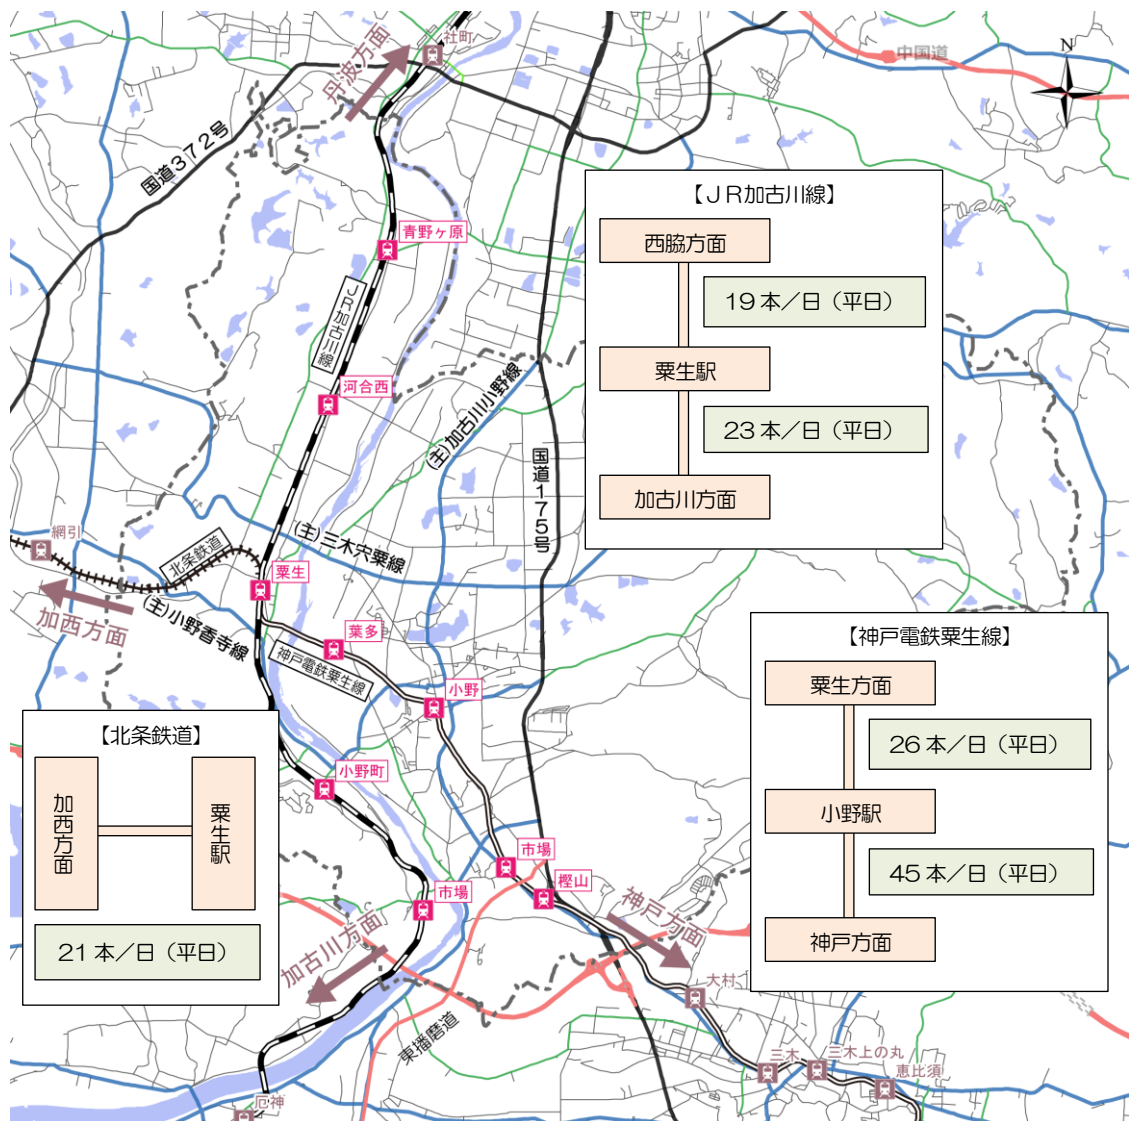 社町
丹波方面
中国道
N
国道372号
【JR加古川線】
西脇方面
19本/日(平日)
粟生駅
23本/日(平日)
加古川方面
青野ヶ原
JR加古川線
河合西
(主)加古川小野線
国道175号
網引
北条鉄道
(主)三木宍粟線
粟生
加西方面
(主)小野香寺線
葉多
神戸電鉄粟生線
小野
【神戸電鉄粟生線】
粟生方面
26本/日(平日)
小野駅
45本/日(平日)
神戸方面
【北条鉄道】
加西方面
粟生駅
21本/日(平日)
小野町
市場
市場
樫山
神戸方面
加古川方面
大村
東播磨道
三木
三木上の丸
恵比須
厄神